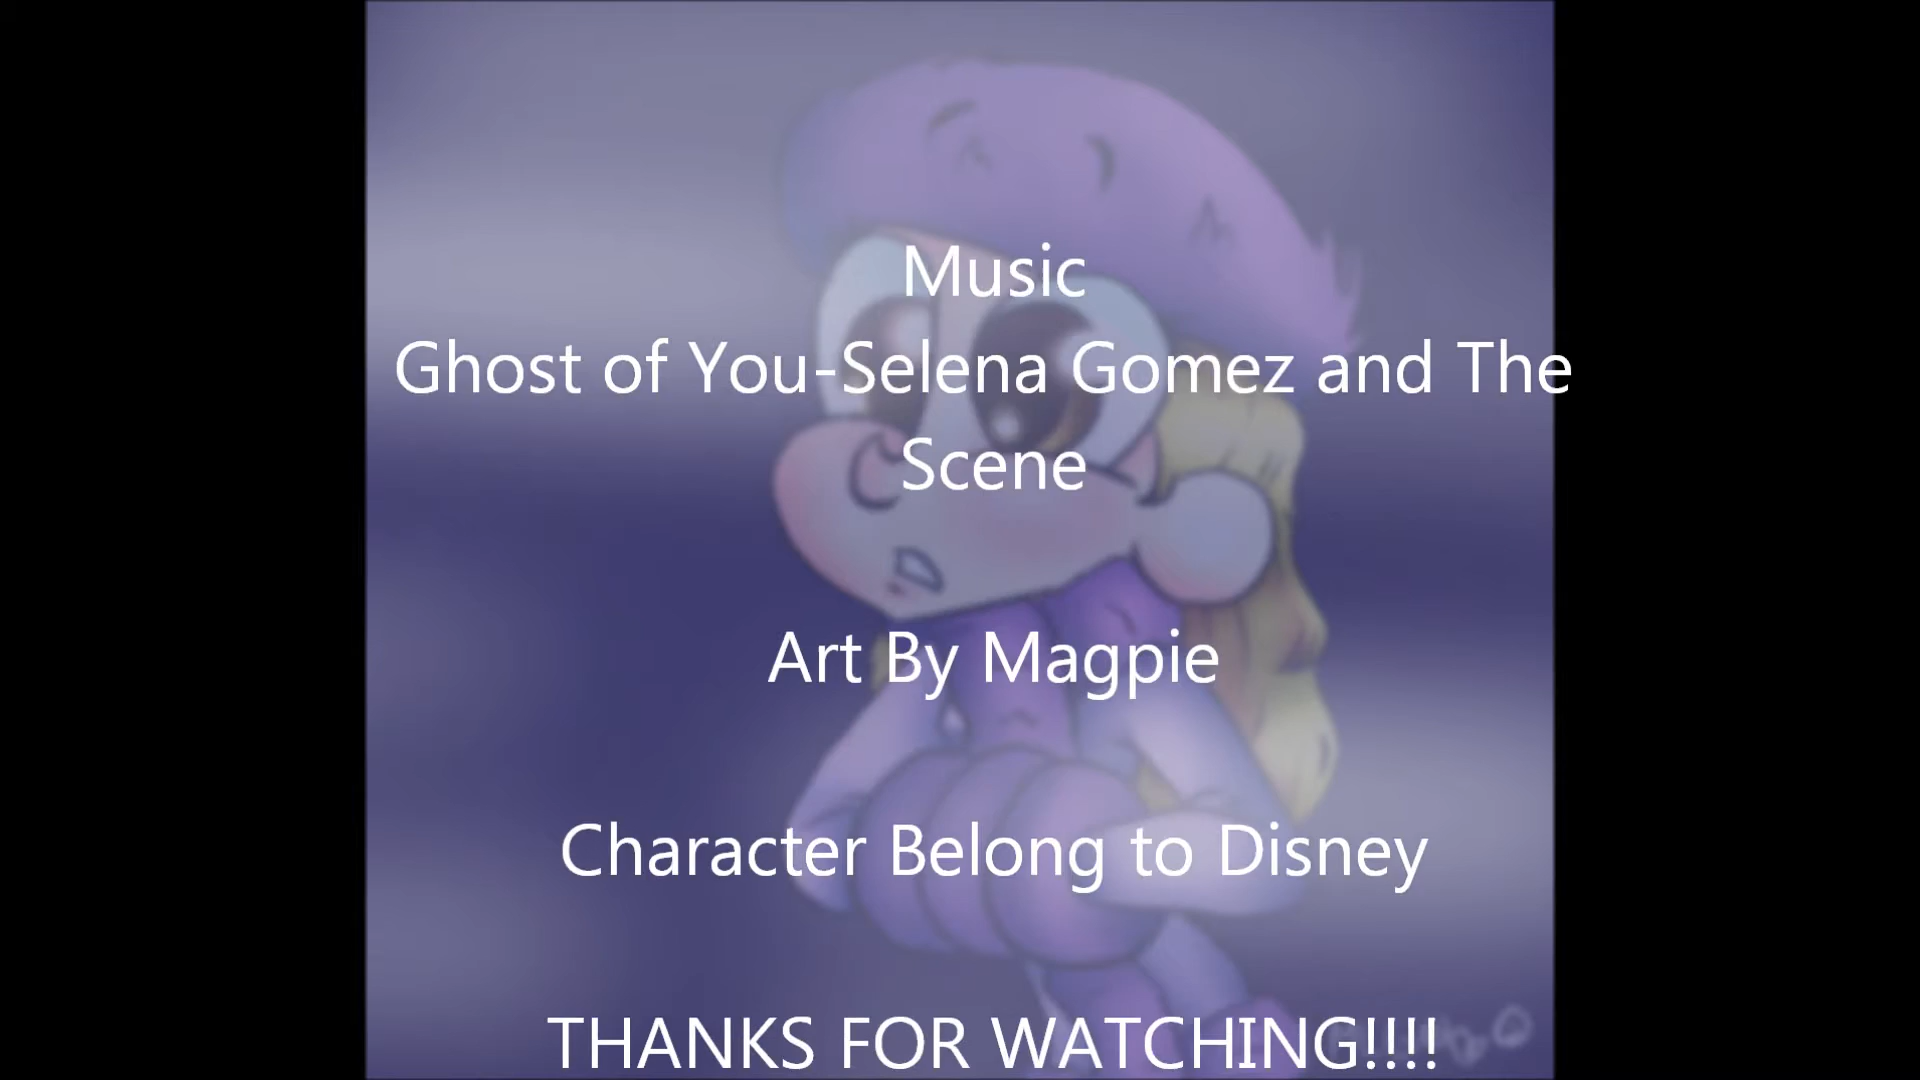 Music
Ghost of You-Selena Gomez and The
Scene
Art By Magpie
Character Belong to Disney
THANKS FOR WATCHING!!!!